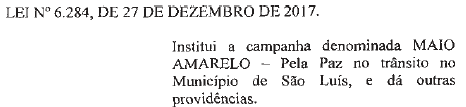 LEI Nº 6.284, DE 27 DE DEZEMBRO DE 2017.
Institui a campanha denominada MAIO
AMARELO – Pela Paz no trânsito no
Município de São Luís, e dá outras
providências.